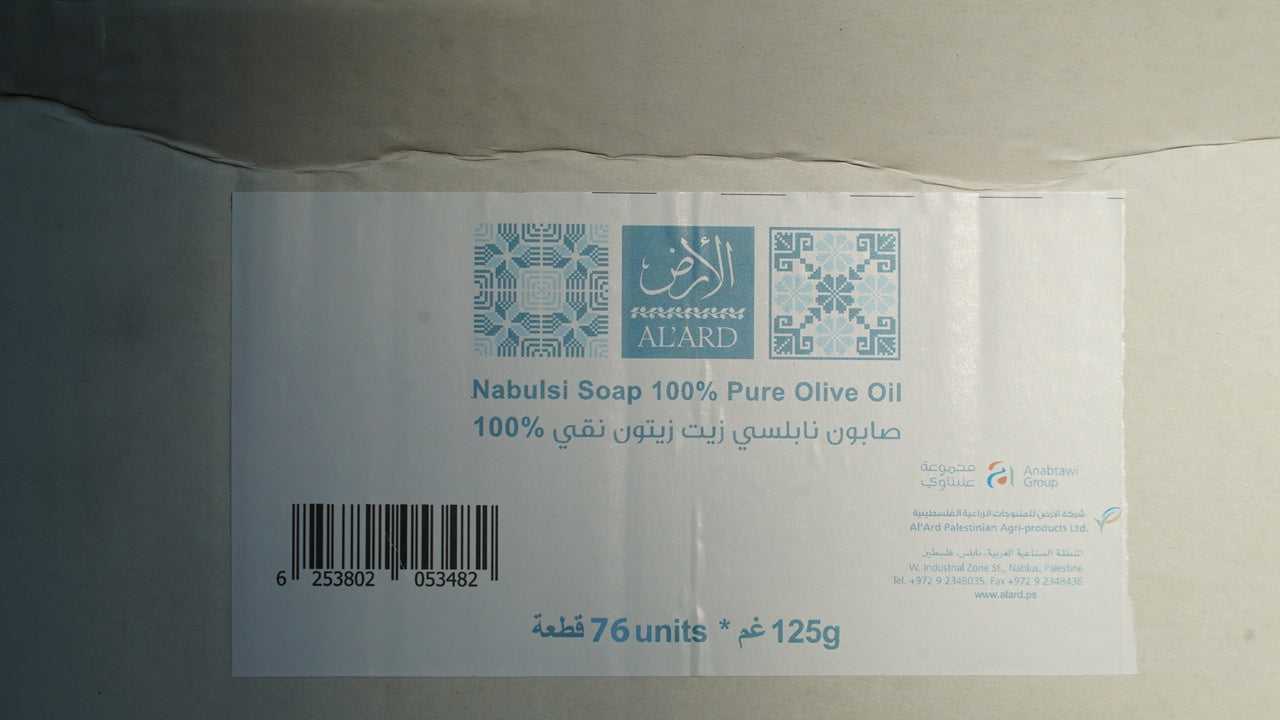 الأرض
AL'ARD
Nabulsi Soap 100% Pure Olive Oil
صابون نابلسي زيت زيتون نقي 100%
مجموعة عنبتاوي
Anabtawi Group
شركة الأرض للمنتوجات الزراعية الفلسطينية
Al'Ard Palestinian Agri-products Ltd.
المنطقة الصناعية الغربية، نابلس، فلسطين
W. Industrial Zone St., Nablus, Palestine
Tel. +972 9 2348035, Fax +972 9 2348436
www.alard.ps
6 253802 053482
قطعة 76 units * غم 125g